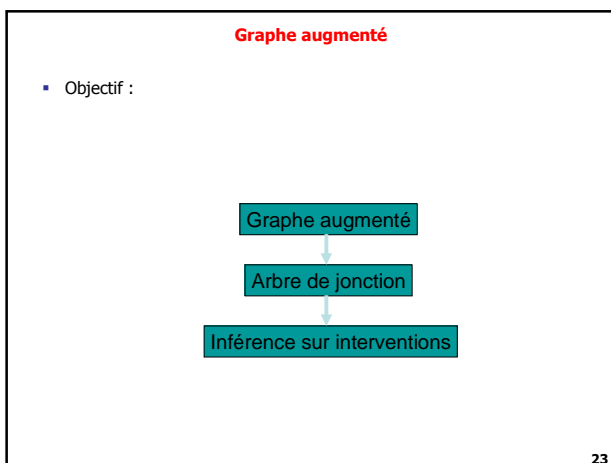 Graphe augmenté
▪ Objectif :
Graphe augmenté
Arbre de jonction
Inférence sur interventions
23